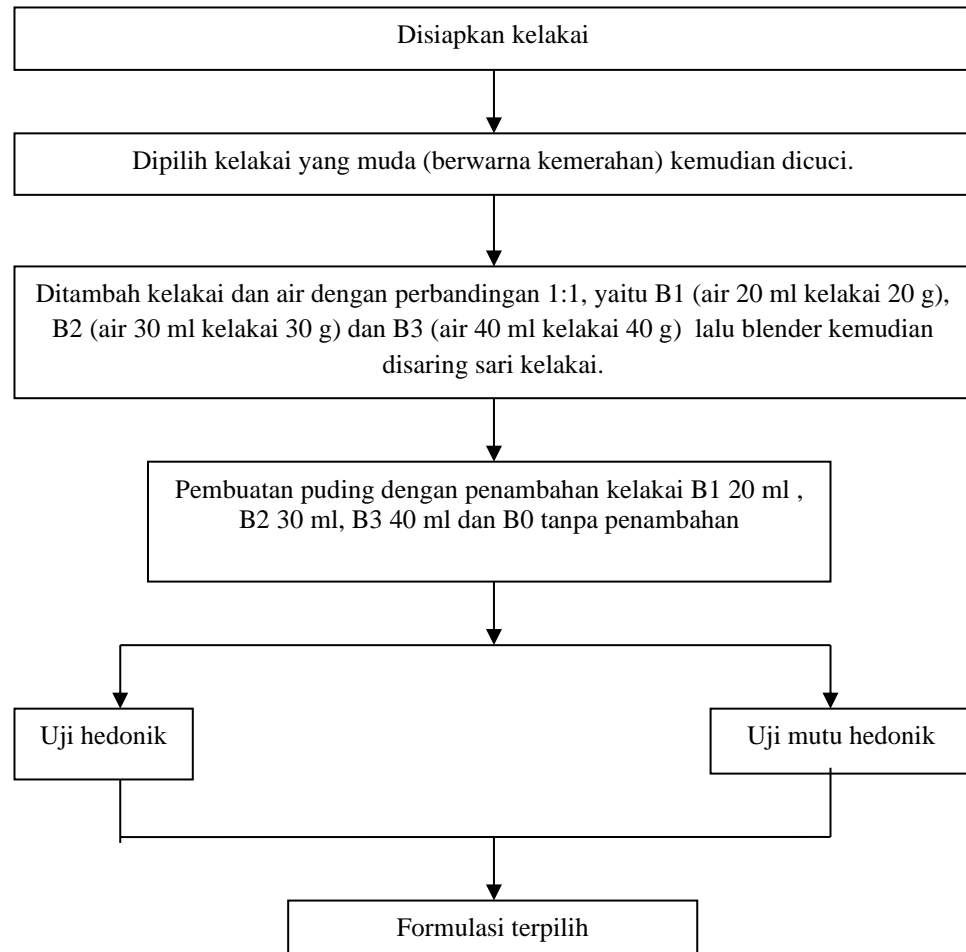 Disiapkan kelakai
Dipilih kelakai yang muda (berwarna kemerahan) kemudian dicuci.
Ditambah kelakai dan air dengan perbandingan 1:1, yaitu B1 (air 20 ml kelakai 20 g),
B2 (air 30 ml kelakai 30 g) dan B3 (air 40 ml kelakai 40 g) lalu blender kemudian
disaring sari kelakai.
Pembuatan puding dengan penambahan kelakai B1 20 ml ,
B2 30 ml, B3 40 ml dan B0 tanpa penambahan
Uji hedonik
Uji mutu hedonik
Formulasi terpilih